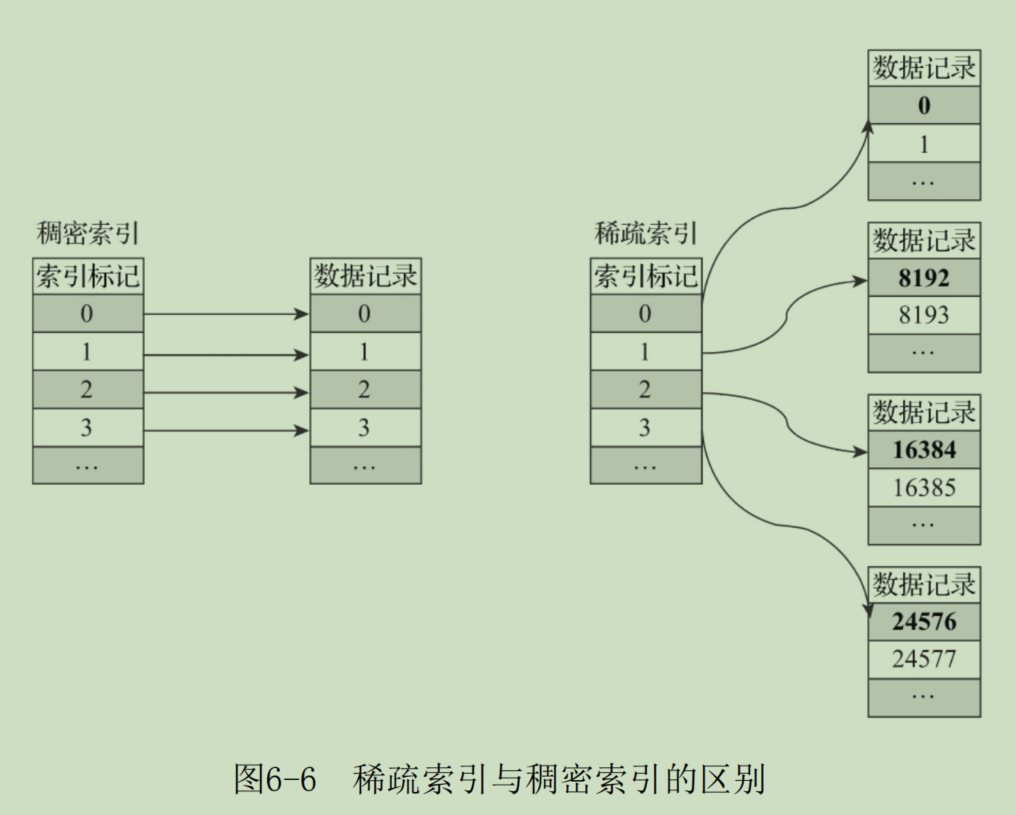 稠密索引
索引标记
0
1
2
3
…
数据记录
0
1
2
3
…
稀疏索引
索引标记
0
1
2
3
…
数据记录
0
1
…
数据记录
8192
8193
…
数据记录
16384
16385
…
数据记录
24576
24577
…
图6-6 稀疏索引与稠密索引的区别